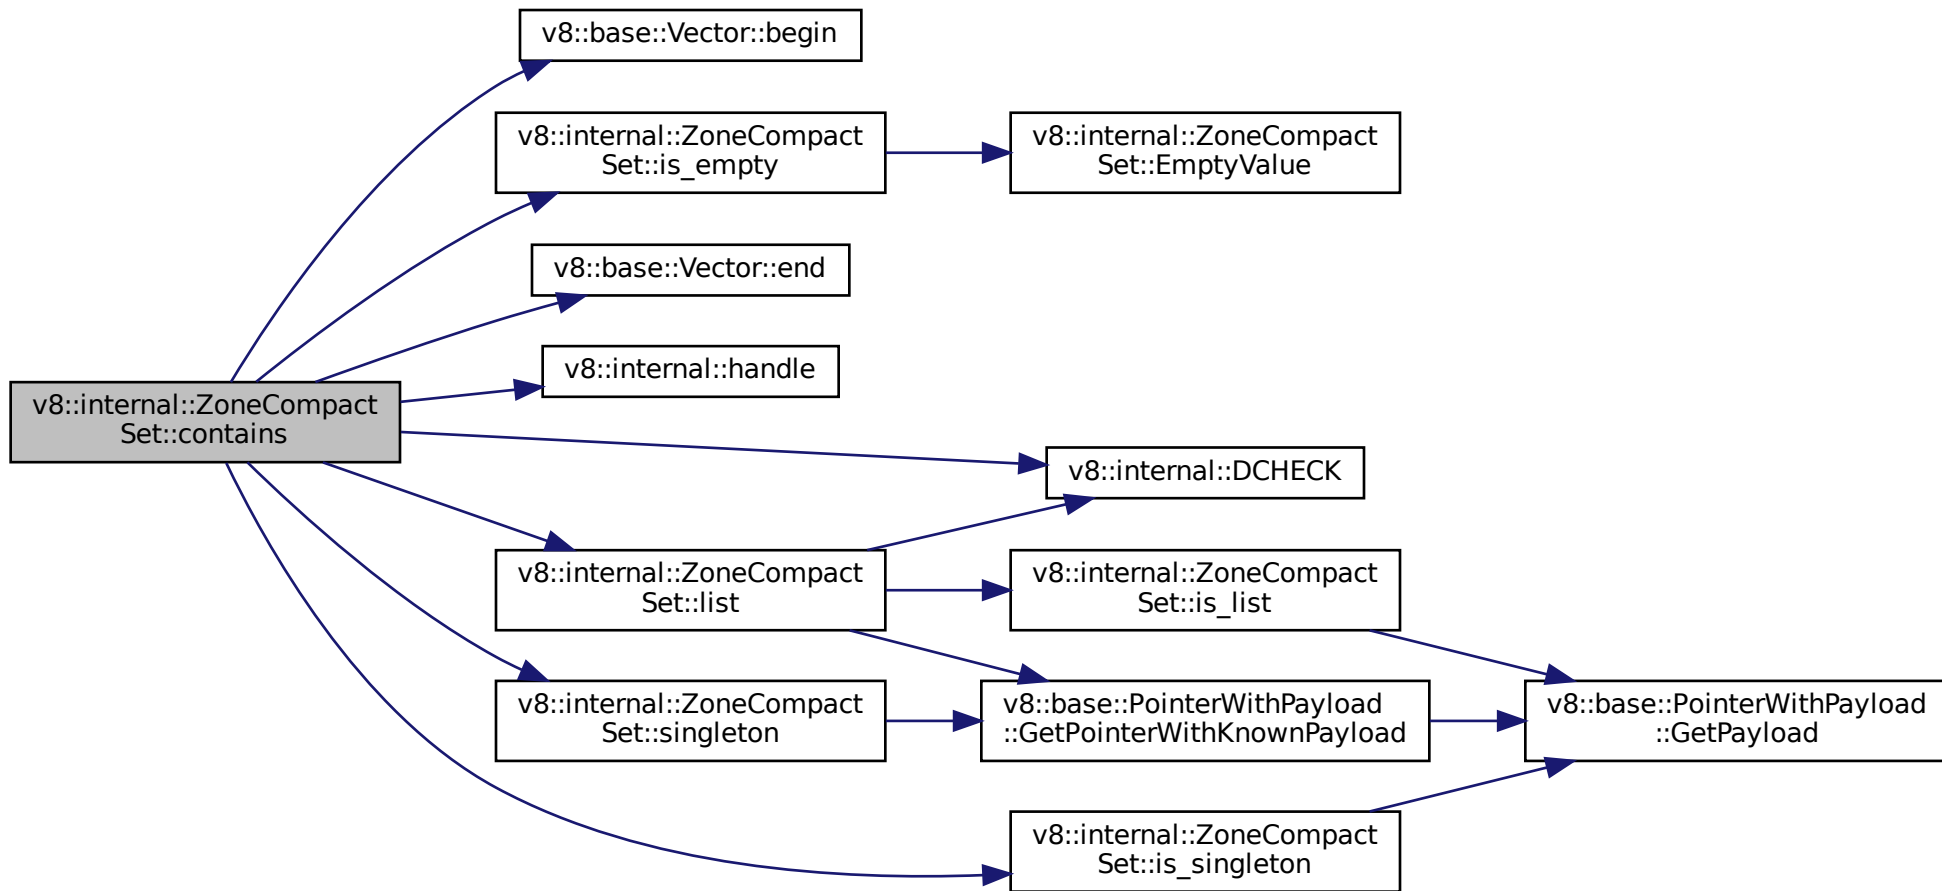 v8::base::Vector::begin
v8::internal::ZoneCompact
Set::is_empty
v8::internal::ZoneCompact
Set::EmptyValue
v8::base::Vector::end
v8::internal::handle
v8::internal::ZoneCompact
Set::contains
v8::internal::DCHECK
v8::internal::ZoneCompact
Set::list
v8::internal::ZoneCompact
Set::is_list
v8::internal::ZoneCompact
Set::singleton
v8::base::PointerWithPayload
::GetPointerWithKnownPayload
v8::base::PointerWithPayload
::GetPayload
v8::internal::ZoneCompact
Set::is_singleton